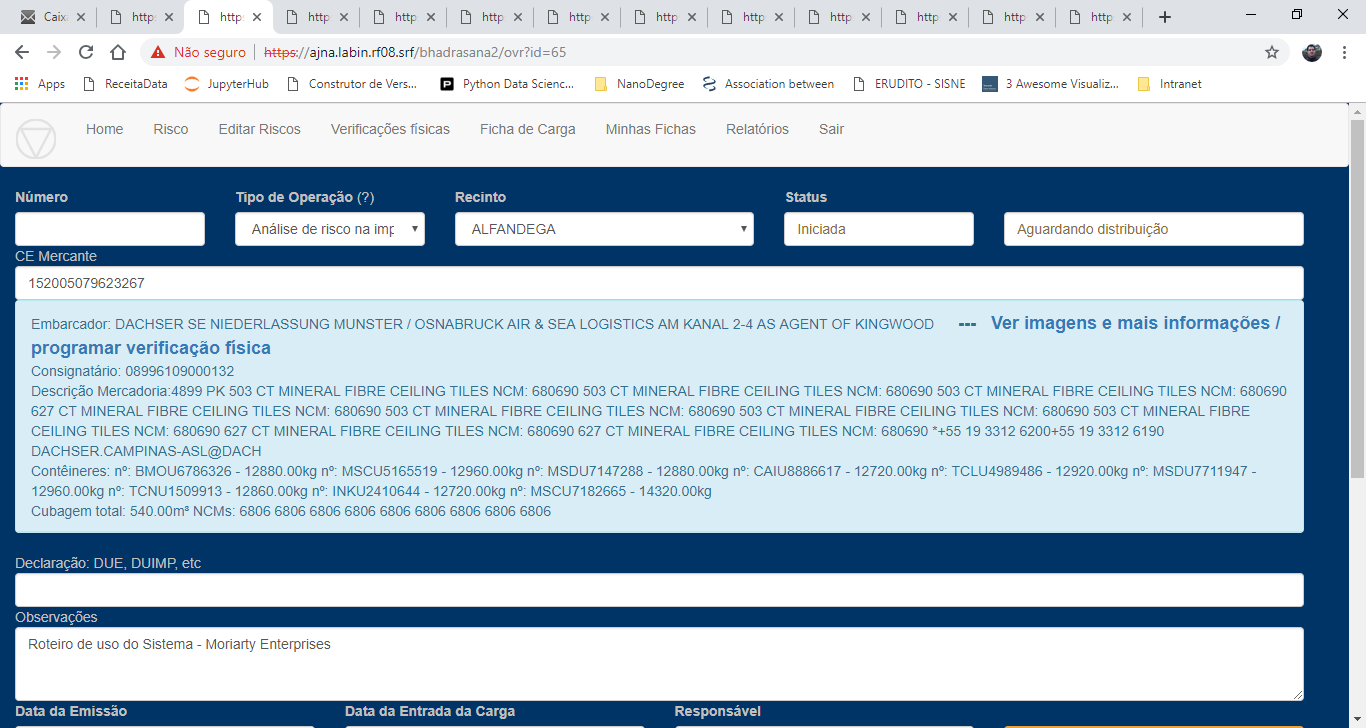 Caixa
http
http
http
http
http
http
http
http
http
http
http
http
Não seguro
https://ajna.labin.rf08.srf/bhadrasana2/ovr?id=65
Apps ReceitaData JupyterHub Construtor de Vers... Python Data Scienc... NanoDegree Association between ERUDITO - SISNE 3 Awesome Visualiz... Intranet
Home Risco Editar Riscos Verificações físicas Ficha de Carga Minhas Fichas Relatórios Sair
Número Tipo de Operação (?) Recinto Status
Análise de risco na imp ALFANDEGA Iniciada Aguardando distribuição
CE Mercante
152005079623267
Embarcador: DACHSER SE NIEDERLASSUNG MUNSTER / OSNABRUCK AIR & SEA LOGISTICS AM KANAL 2-4 AS AGENT OF KINGWOOD --- Ver imagens e mais informações /
programar verificação física
Consignatário: 08996109000132
Descrição Mercadoria:4899 PK 503 CT MINERAL FIBRE CEILING TILES NCM: 680690 503 CT MINERAL FIBRE CEILING TILES NCM: 680690 503 CT MINERAL FIBRE CEILING TILES NCM: 680690
627 CT MINERAL FIBRE CEILING TILES NCM: 680690 503 CT MINERAL FIBRE CEILING TILES NCM: 680690 503 CT MINERAL FIBRE CEILING TILES NCM: 680690 503 CT MINERAL FIBRE
CEILING TILES NCM: 680690 627 CT MINERAL FIBRE CEILING TILES NCM: 680690 627 CT MINERAL FIBRE CEILING TILES NCM: 680690 *+55 19 3312 6200+55 19 3312 6190
DACHSER.CAMPINAS-ASL@DACH
Contêineres: nº: BMOU6786326 - 12880.00kg nº: MSCU5165519 - 12960.00kg nº: MSDU7147288 - 12880.00kg nº: CAIU8886617 - 12720.00kg nº: TCLU4989486 - 12920.00kg nº: MSDU7711947 -
12960.00kg nº: TCNU1509913 - 12860.00kg nº: INKU2410644 - 12720.00kg nº: MSCU7182665 - 14320.00kg
Cubagem total: 540.00m³ NCMs: 6806 6806 6806 6806 6806 6806 6806 6806 6806
Declaração: DUE, DUIMP, etc
Observações
Roteiro de uso do Sistema - Moriarty Enterprises
Data da Emissão Data da Entrada da Carga Responsável